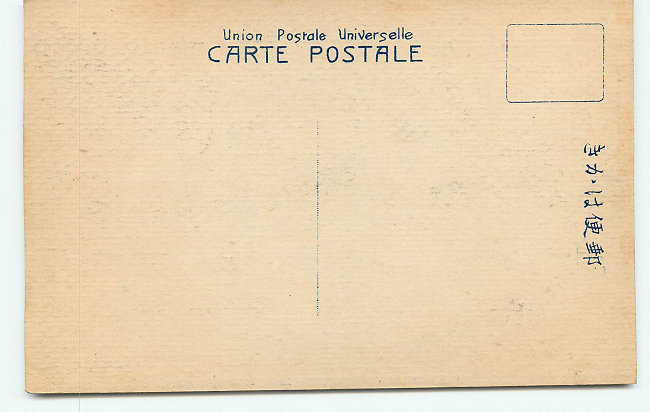 Union Postale Universelle
CARTE POSTALE
きか・は便郵